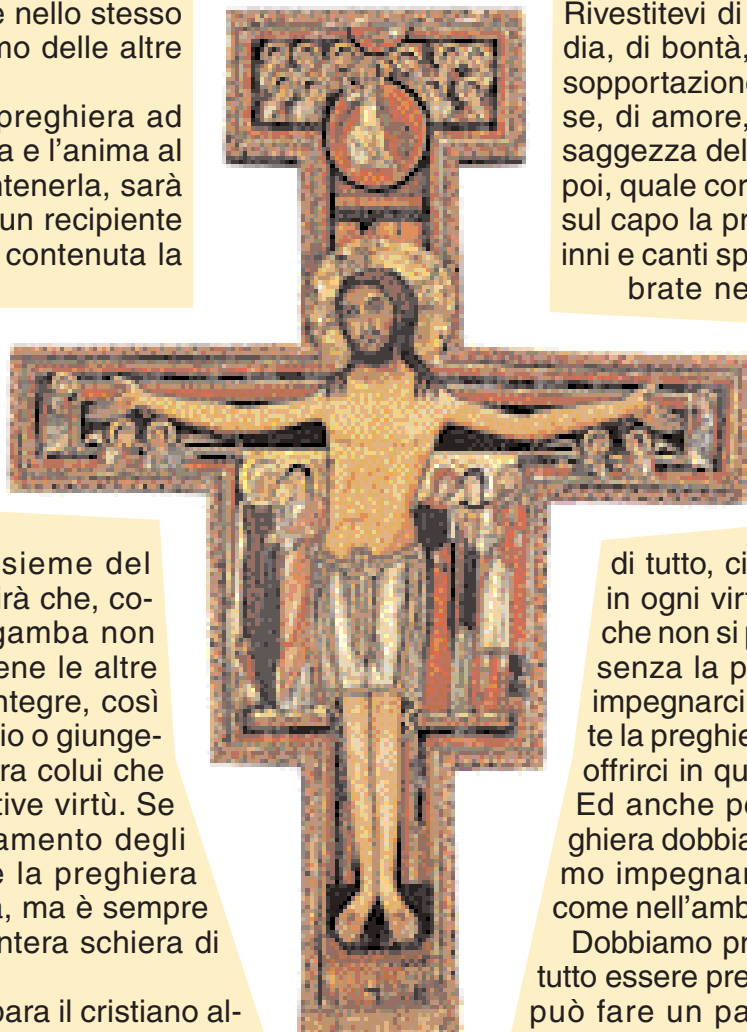 e nello stesso
mo delle altre
preghiera ad
a e l'anima al
ntenerla, sarà
un recipiente
contenuta la
sieme del
irà che, co-
gamba non
ene le altre
ntegre, così
io o giunge-
ra colui che
tive virtù. Se
amento degli
e la preghiera
a, ma è sempre
ntera schiera di
para il cristiano al-
Rivestitevi di
dia, di bontà,
sopportazione
se, di amore,
saggezza del
poi, quale cor
sul capo la pr
inni e canti sp
brate ne
di tutto, ci
in ogni virt
che non si p
senza la p
impegnarci
te la preghie
offrirci in qu
Ed anche pe
ghiera dobbia
mo impegnar
come nell'amb
Dobbiamo pr
tutto essere pre
può fare un pa